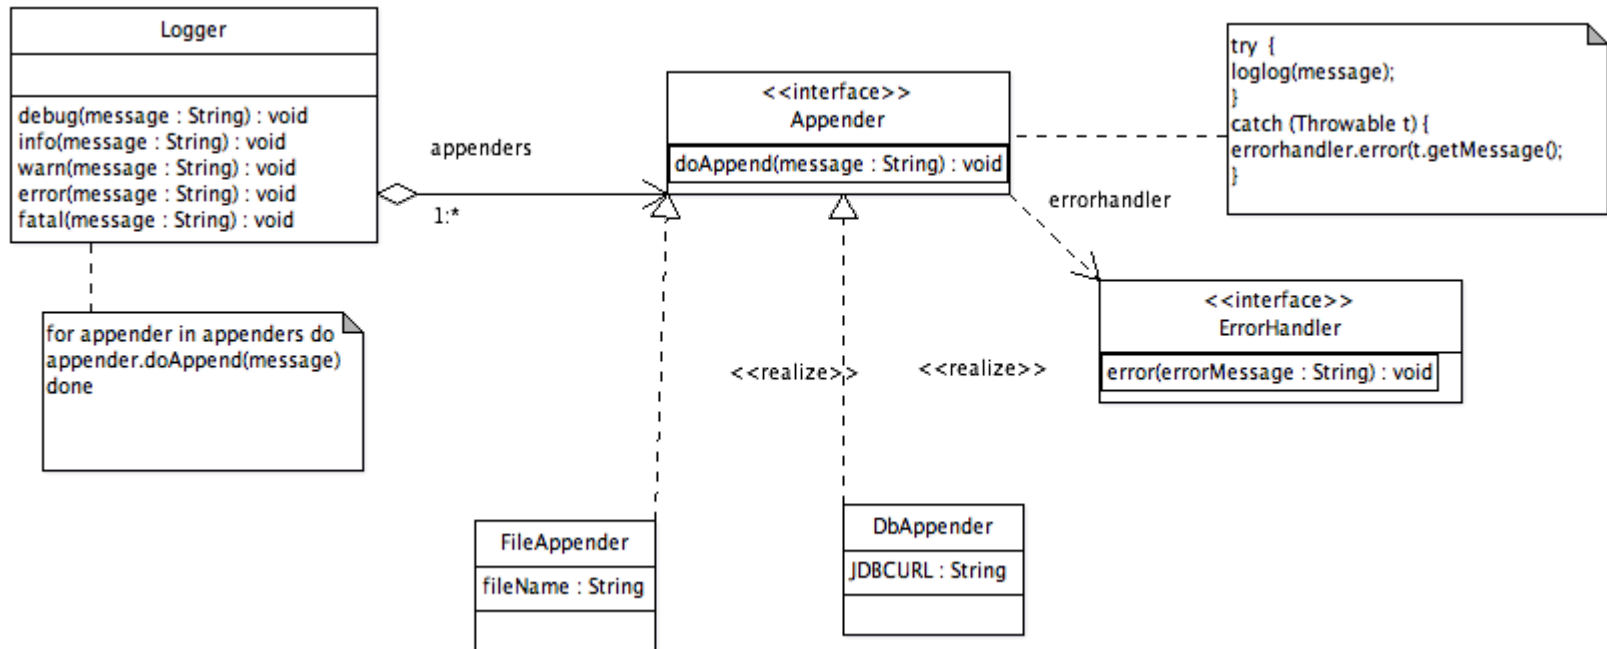 Logger
debug(message : String) : void
info(message : String) : void
warn(message : String) : void
error(message : String) : void
fatal(message : String) : void
for appender in appenders do
appender.doAppend(message)
done
appenders
1:*
<<interface>>
Appender
doAppend(message : String) : void
try {
loglog(message);
}
catch (Throwable t) {
errorhandler.error(t.getMessage();
}
errorhandler
<<interface>>
ErrorHandler
error(errorMessage : String) : void
<<realize>>
<<realize>>
FileAppender
fileName : String
DbAppender
JDBCURL : String